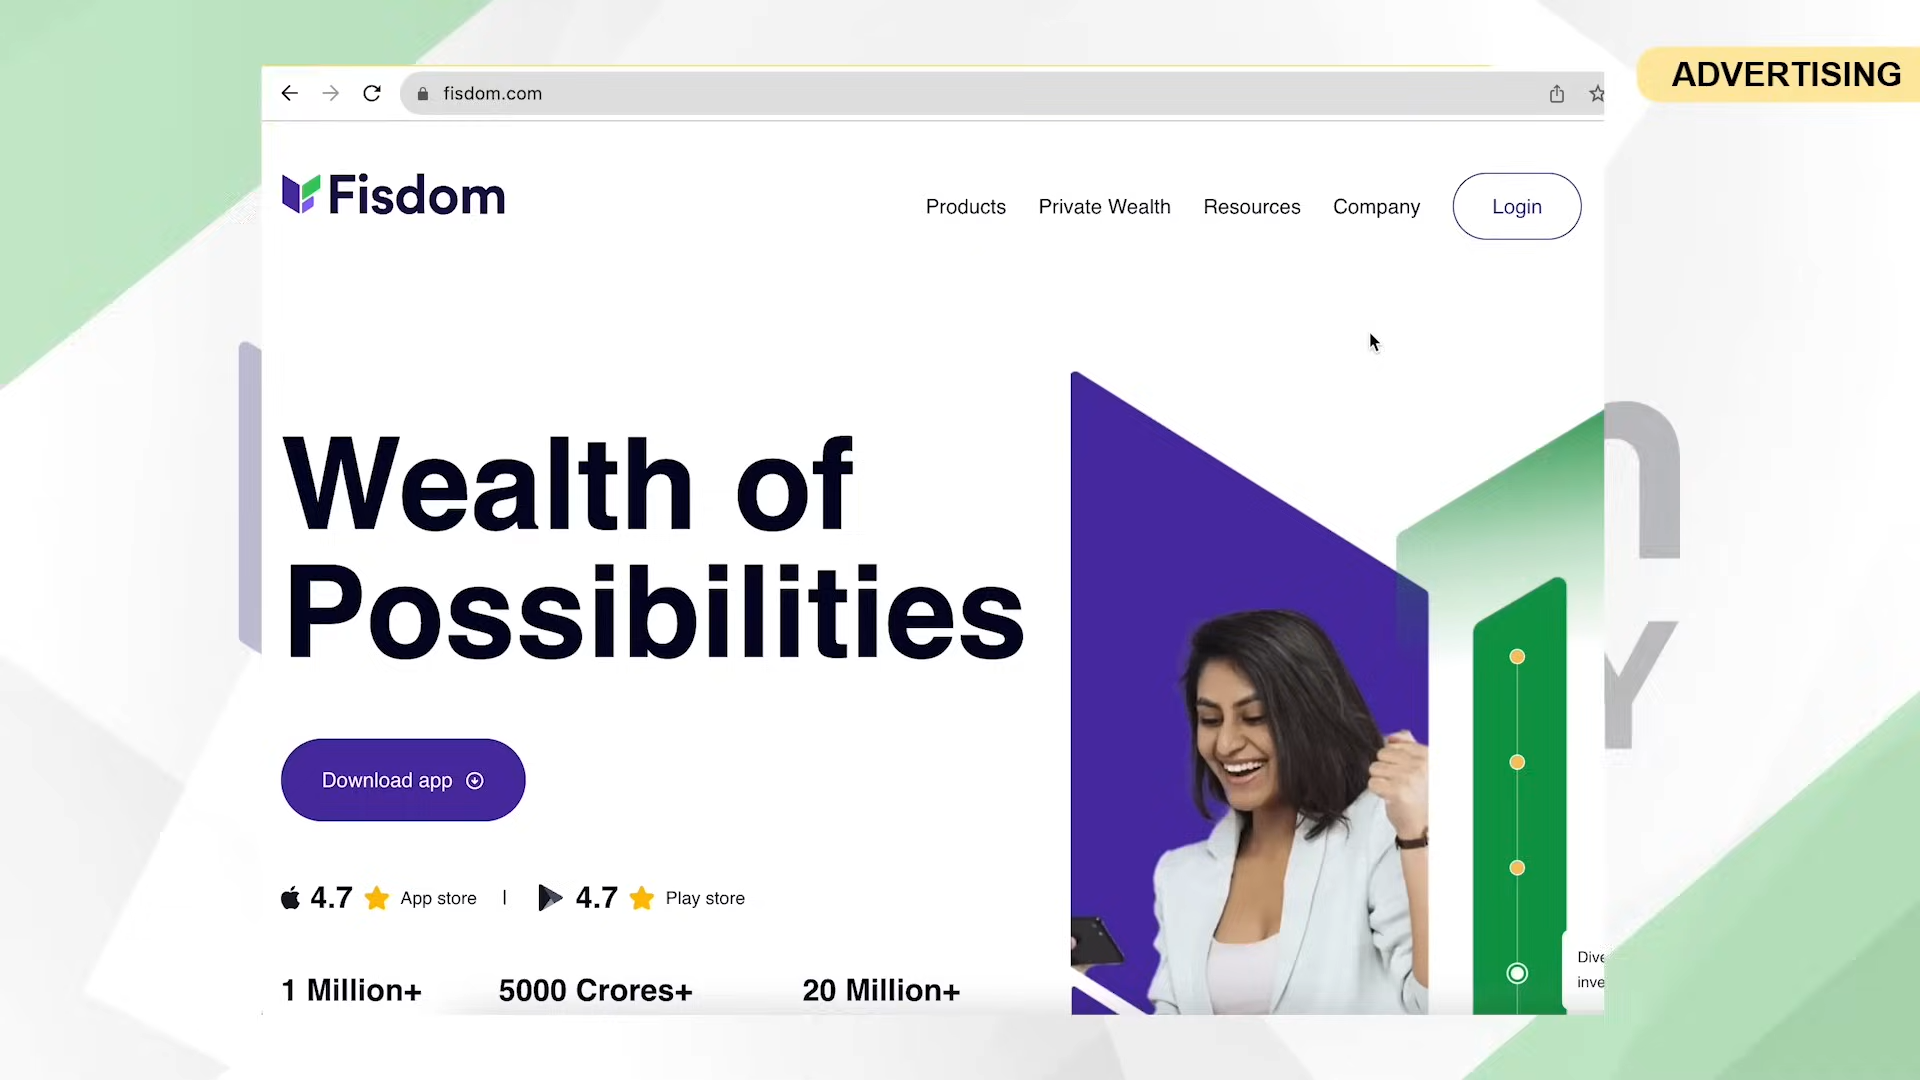 ADVERTISING
fisdom.com
Fisdom
Products Private Wealth Resources Company Login
Wealth of
Possibilities
Download app
4.7 App store | 4.7 Play store
1 Million+ 5000 Crores+ 20 Million+